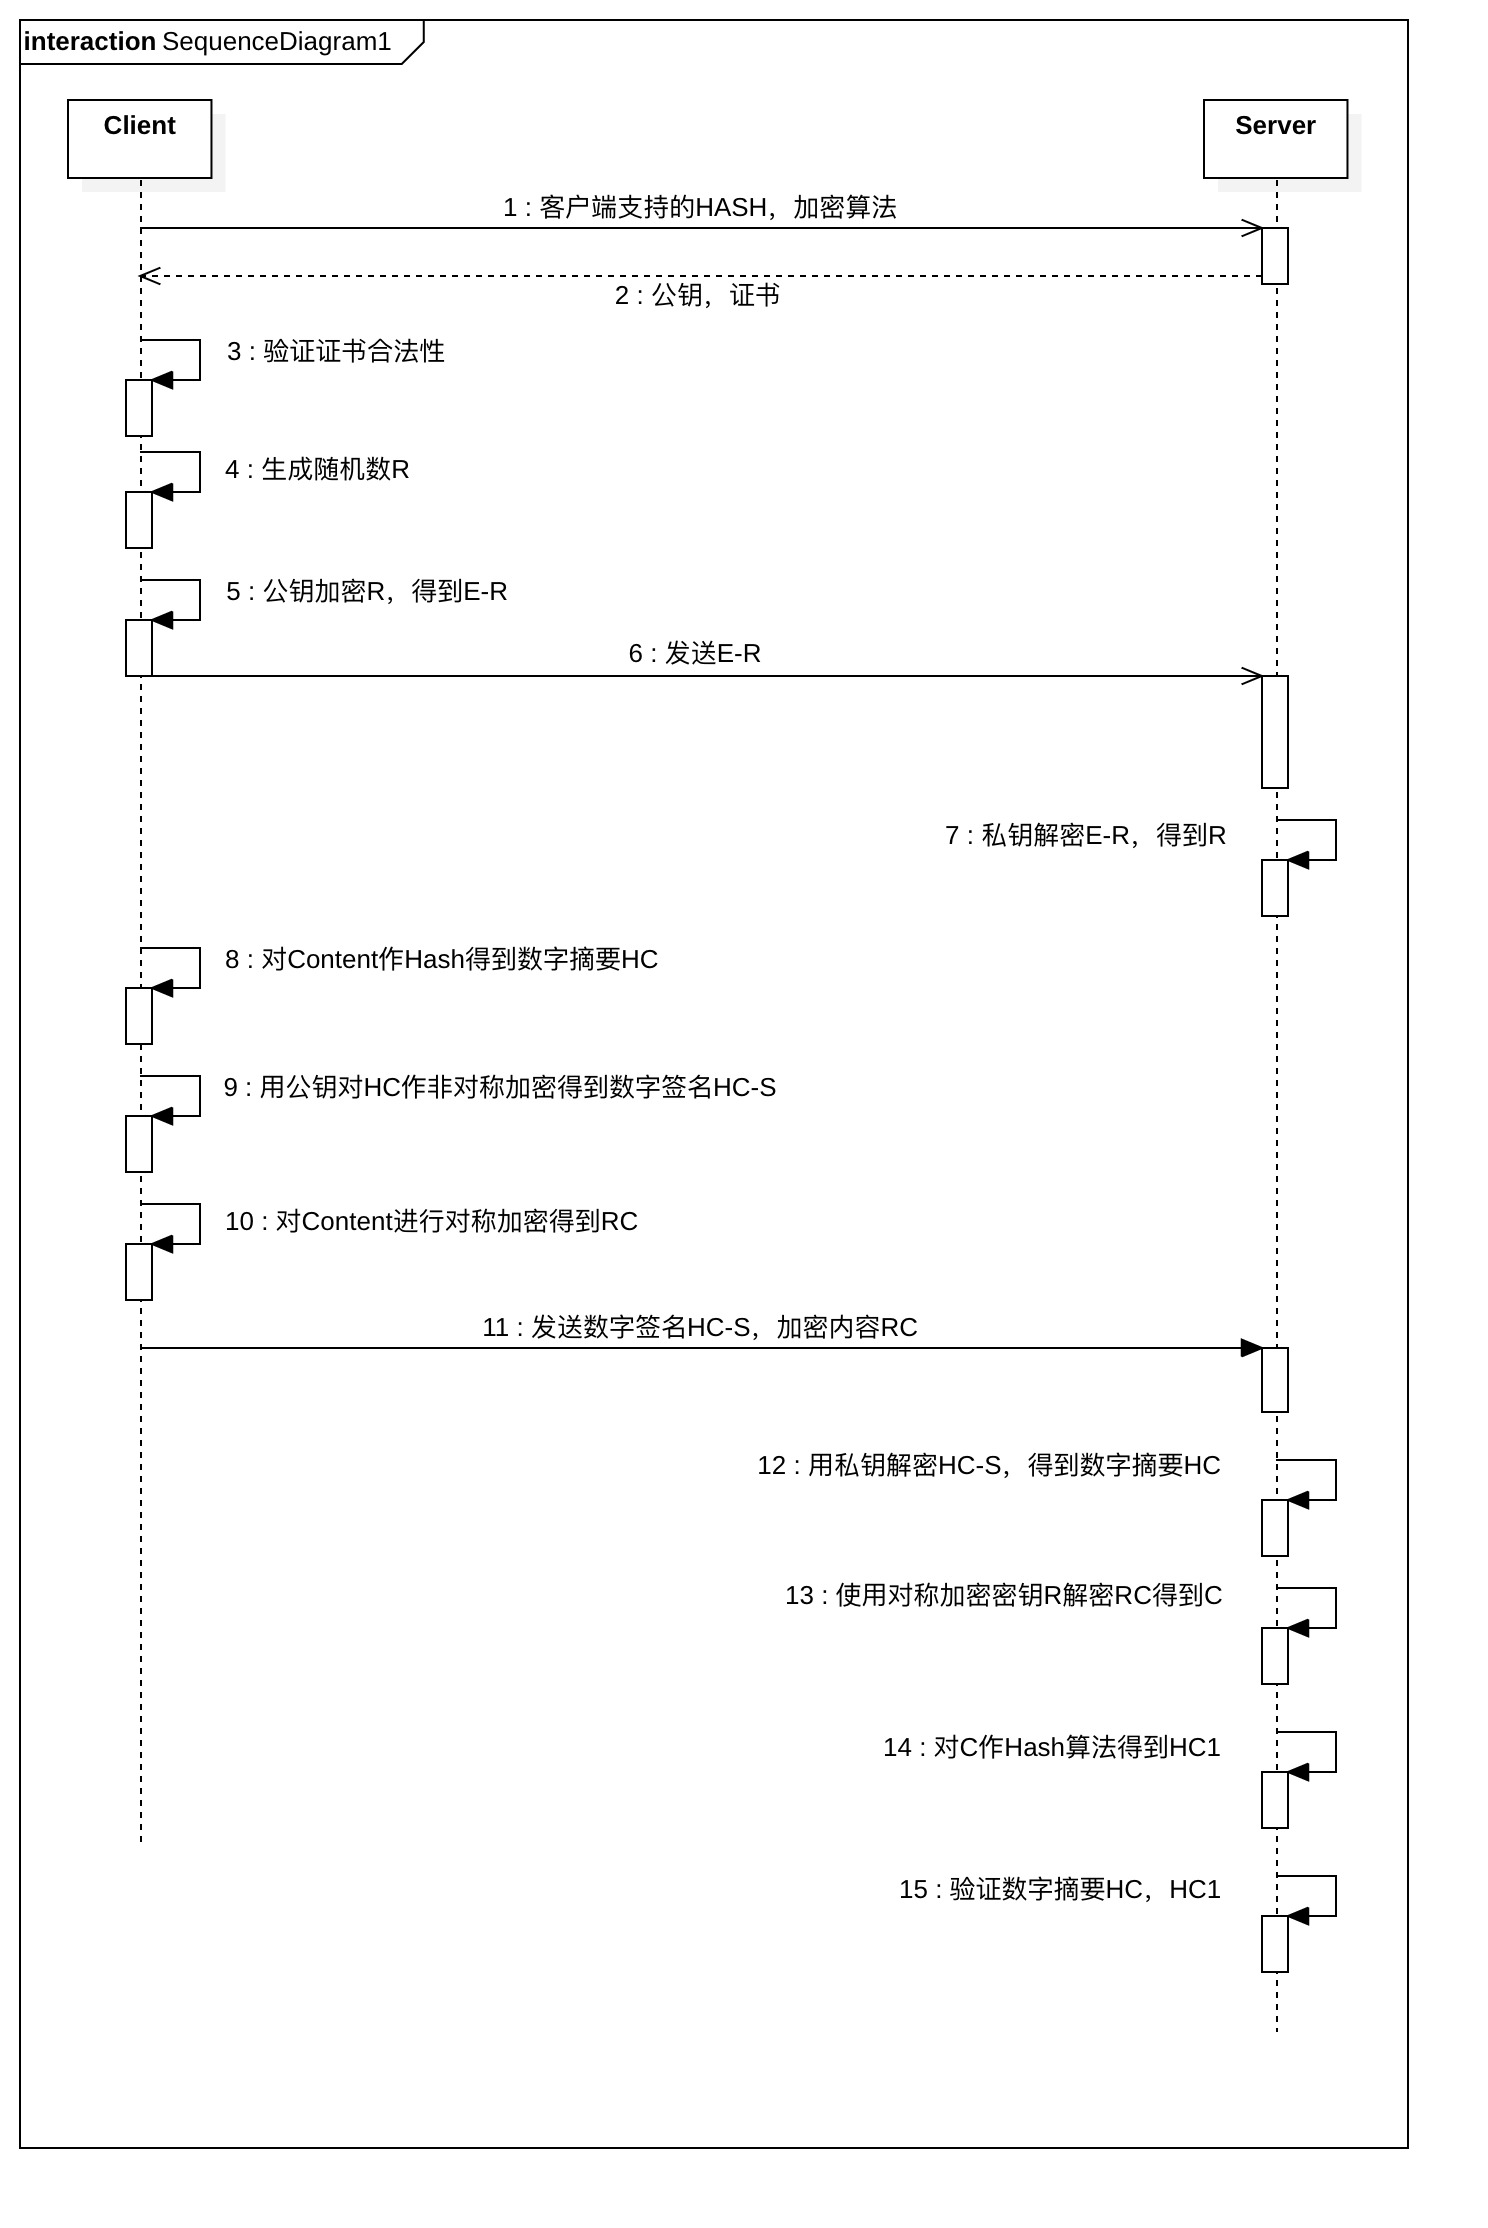 interaction SequenceDiagram1
Client
Server
1 : 客户端支持的HASH，加密算法
2 : 公钥，证书
3 : 验证证书合法性
4 : 生成随机数R
5 : 公钥加密R，得到E-R
6 : 发送E-R
7 : 私钥解密E-R，得到R
8 : 对Content作Hash得到数字摘要HC
9 : 用公钥对HC作非对称加密得到数字签名HC-S
10 : 对Content进行对称加密得到RC
11 : 发送数字签名HC-S，加密内容RC
12 : 用私钥解密HC-S，得到数字摘要HC
13 : 使用对称加密密钥R解密RC得到C
14 : 对C作Hash算法得到HC1
15 : 验证数字摘要HC，HC1